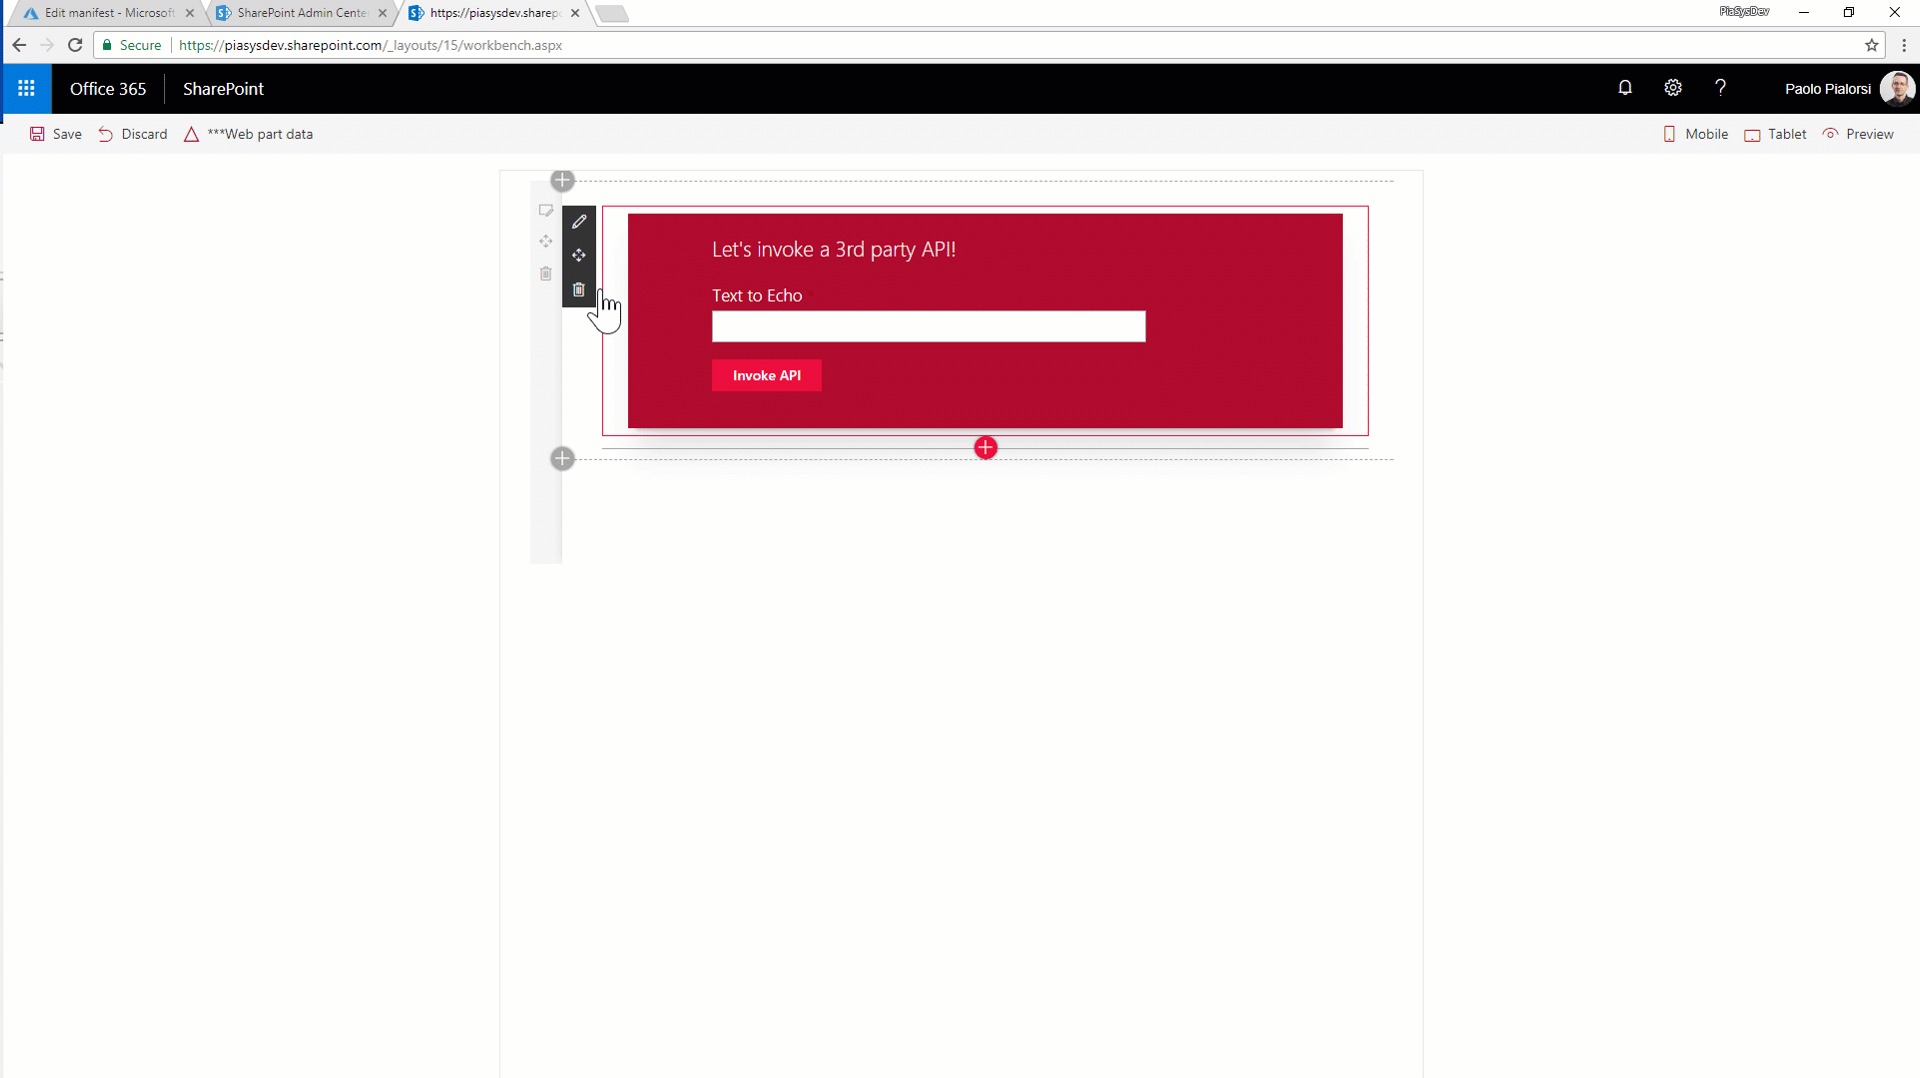 Edit manifest - Microsoft
SharePoint Admin Cente
https://piasysdev.sharep
PiaSysDev
Secure
https://piasysdev.sharepoint.com/_layouts/15/workbench.aspx
Office 365
SharePoint
Paolo Pialorsi
Save
Discard
***Web part data
Mobile
Tablet
Preview
Let's invoke a 3rd party API!
Text to Echo
Invoke API